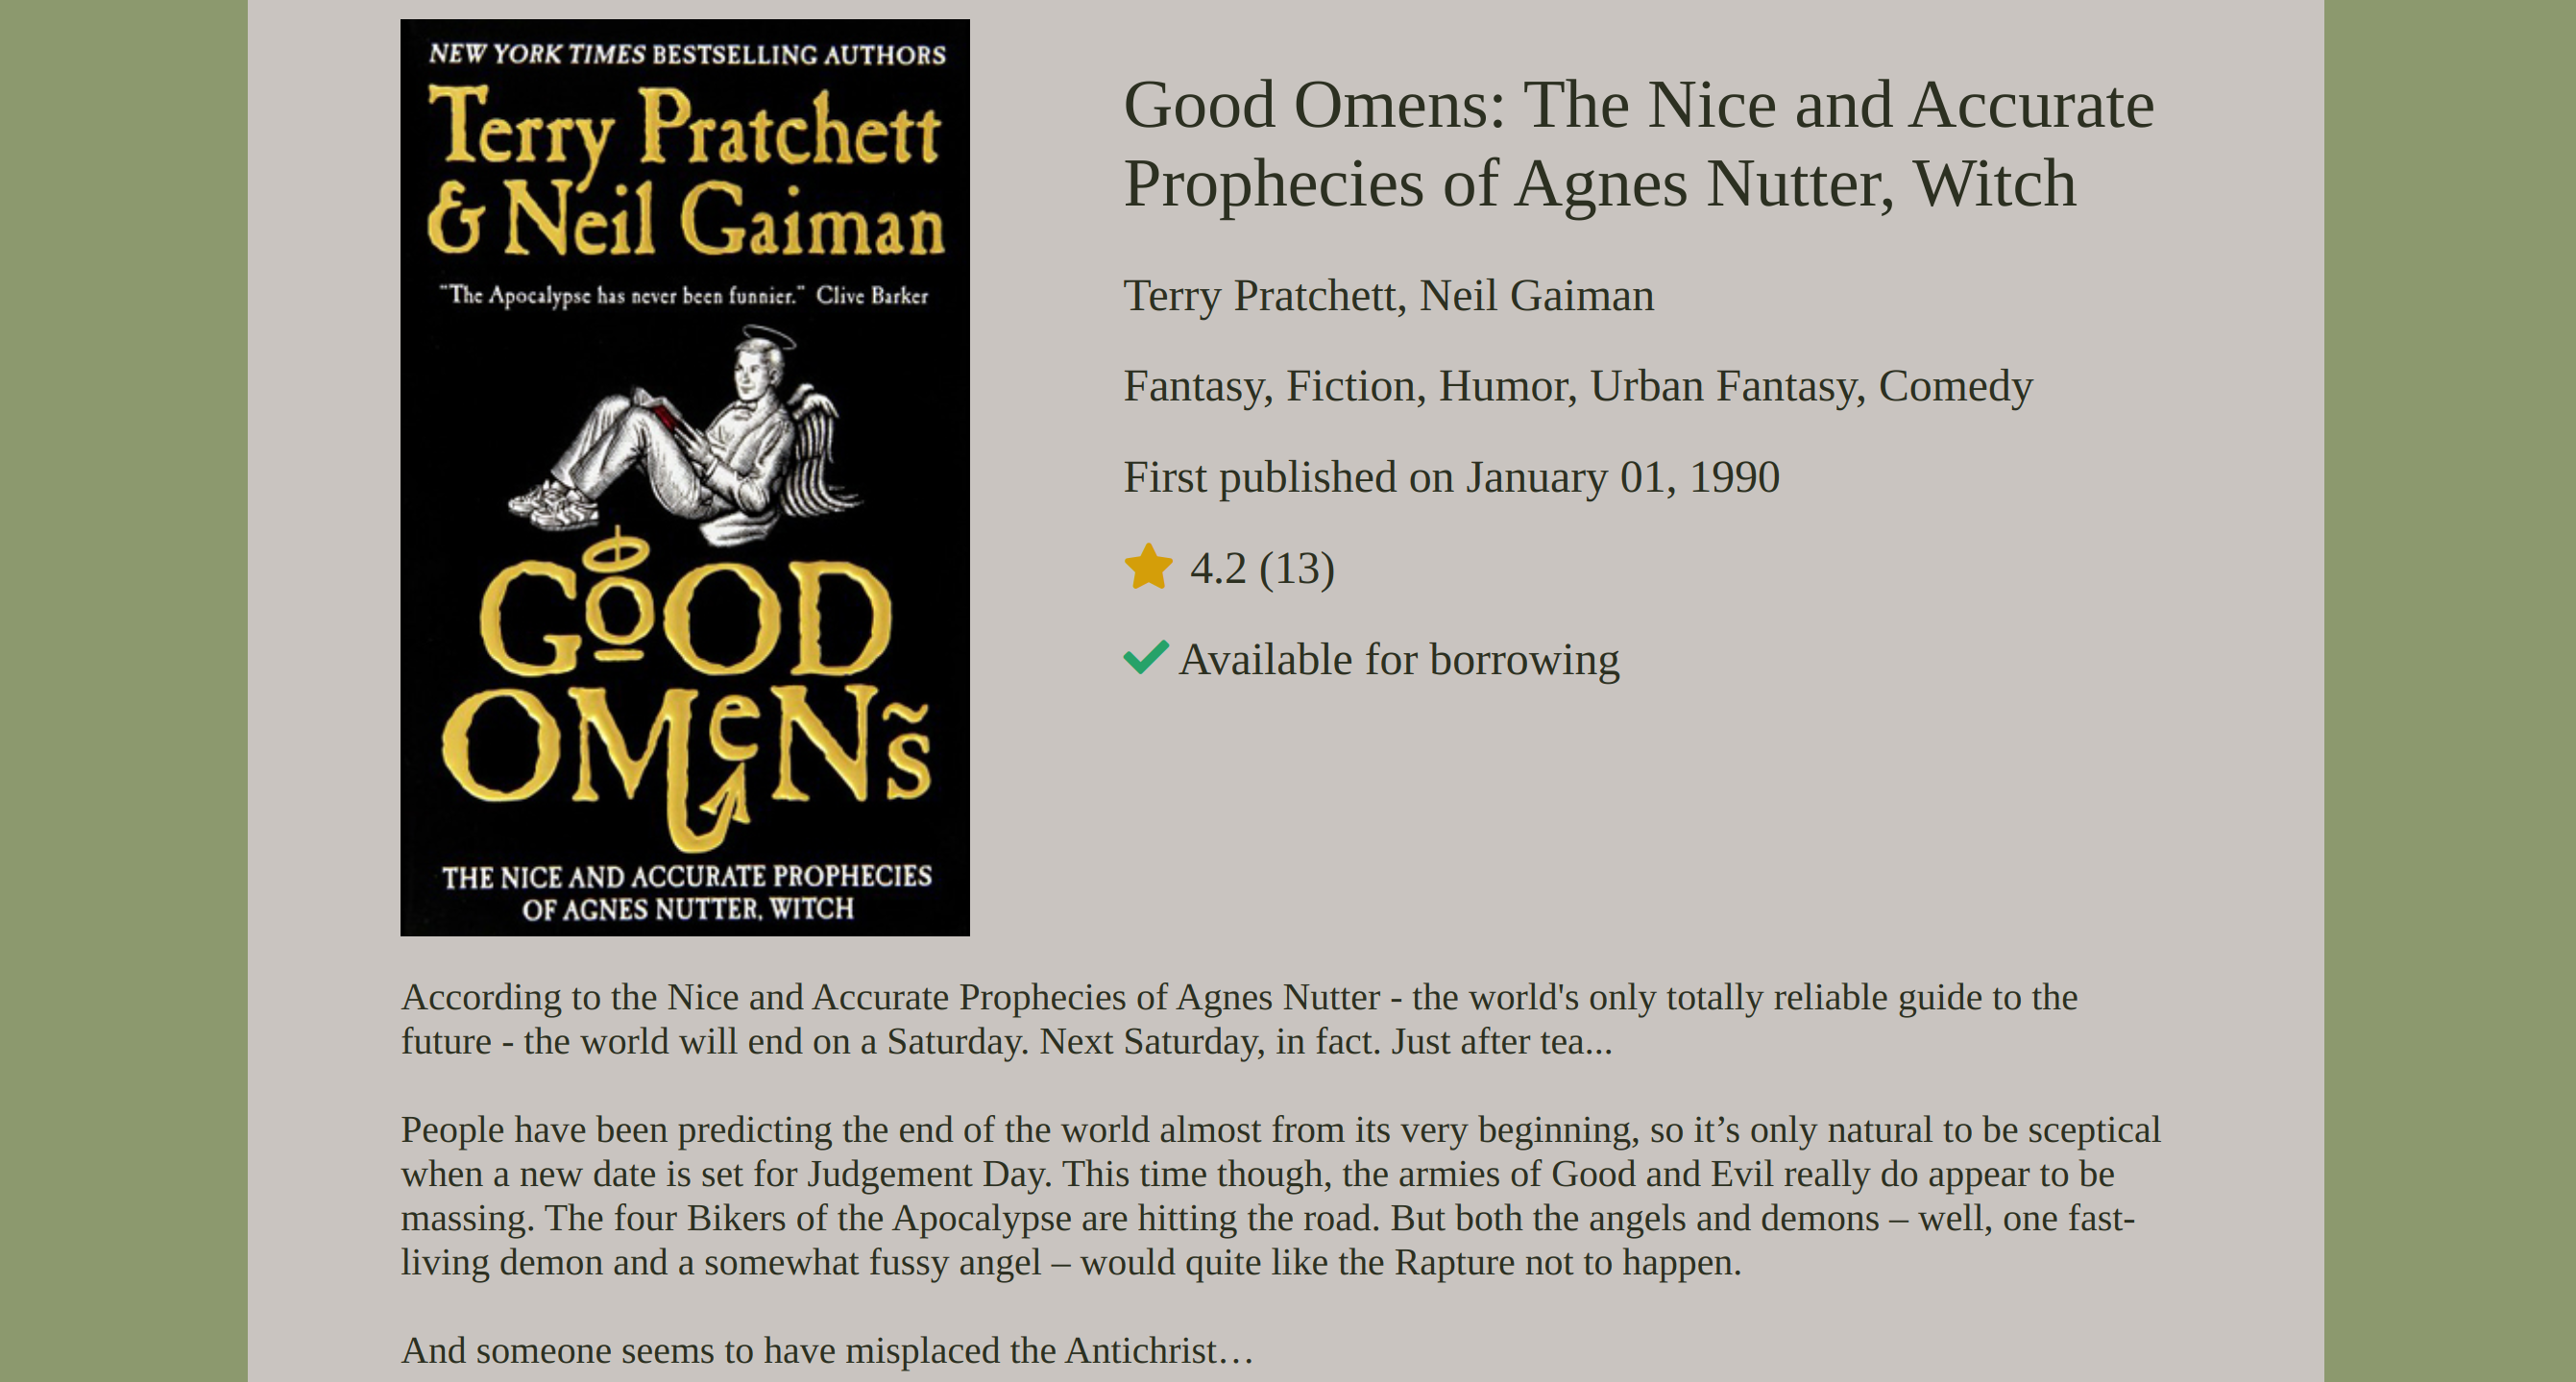 NEW YORK TIMES BESTSELLING AUTHORS
Terry Pratchett
& Neil Gaiman
"The Apocalypse has never been funnier." Clive Barker
GOOD
OMENS
THE NICE AND ACCURATE PROPHECIES
OF AGNES NUTTER, WITCH
Good Omens: The Nice and Accurate
Prophecies of Agnes Nutter, Witch
Terry Pratchett, Neil Gaiman
Fantasy, Fiction, Humor, Urban Fantasy, Comedy
First published on January 01, 1990
4.2 (13)
Available for borrowing
According to the Nice and Accurate Prophecies of Agnes Nutter - the world's only totally reliable guide to the
future - the world will end on a Saturday. Next Saturday, in fact. Just after tea...
People have been predicting the end of the world almost from its very beginning, so it’s only natural to be sceptical
when a new date is set for Judgement Day. This time though, the armies of Good and Evil really do appear to be
massing. The four Bikers of the Apocalypse are hitting the road. But both the angels and demons – well, one fast-
living demon and a somewhat fussy angel – would quite like the Rapture not to happen.
And someone seems to have misplaced the Antichrist…